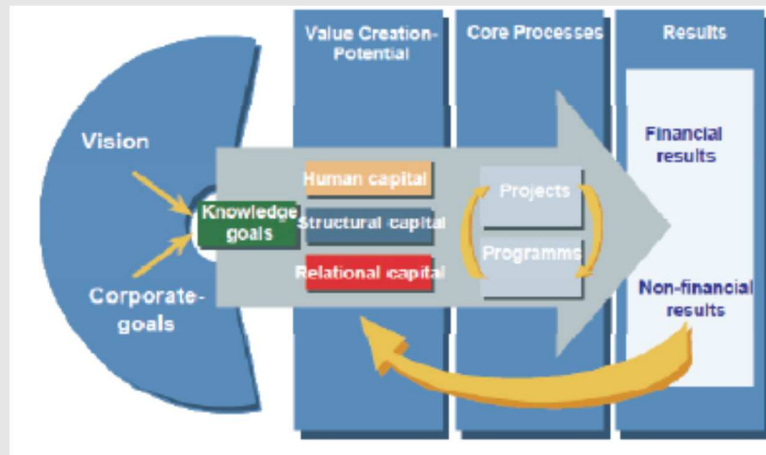 Value Creation-
Potential
Core Processes
Results
Vision
Corporate-
goals
Knowledge
goals
Human capital
Structural capital
Relational capital
Projects
Programms
Financial
results
Non-financial
results